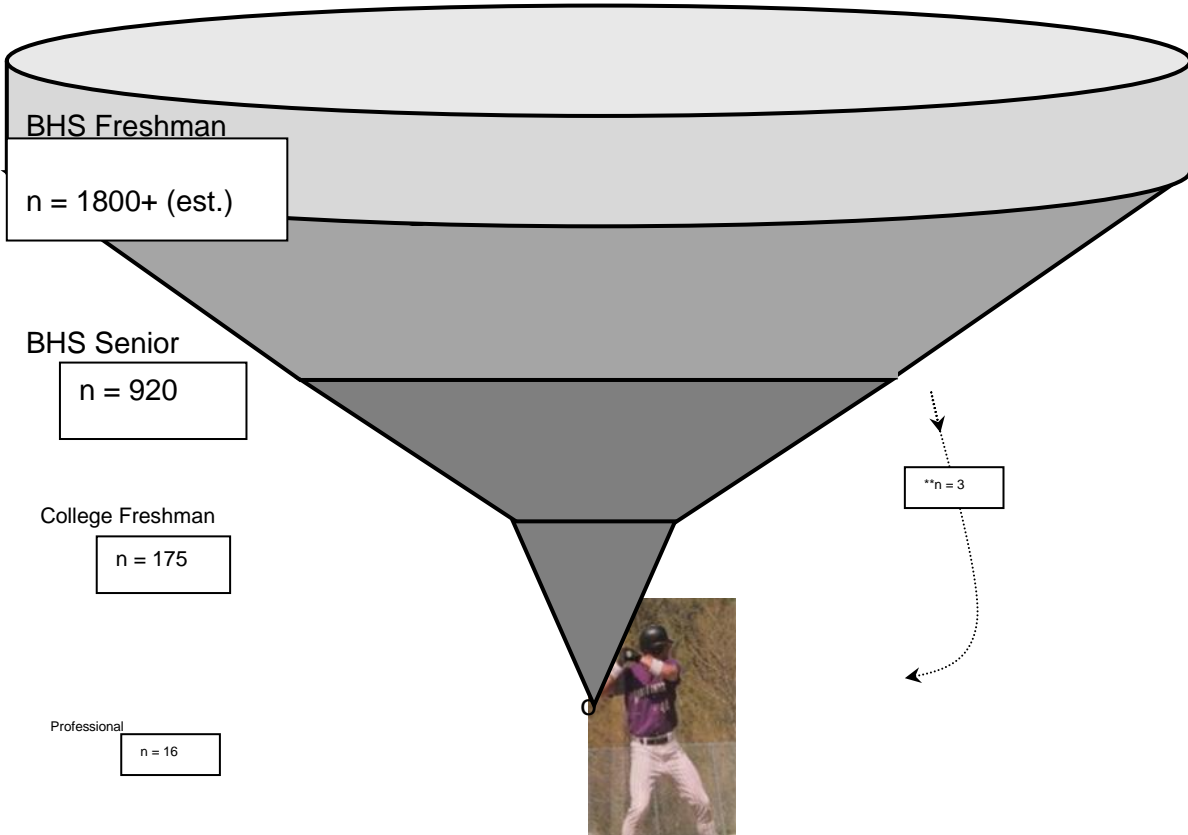 BHS Freshman
n = 1800+ (est.)
BHS Senior
n = 920
**n = 3
College Freshman
n = 175
o
Professional
n = 16